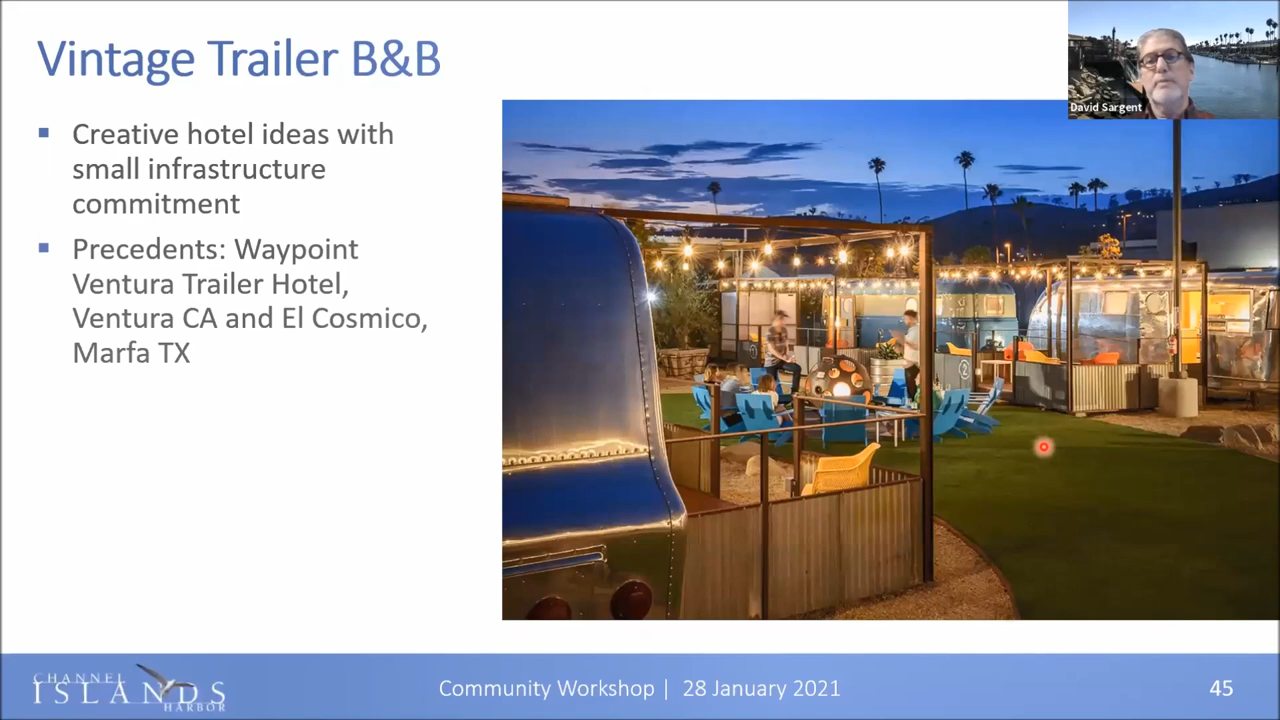 Vintage Trailer B&B
David Sargent
▪ Creative hotel ideas with
small infrastructure
commitment
▪ Precedents: Waypoint
Ventura Trailer Hotel,
Ventura CA and El Cosmico,
Marfa TX
2
CHANNEL
ISLANDS
HARBOR
Community Workshop | 28 January 2021
45